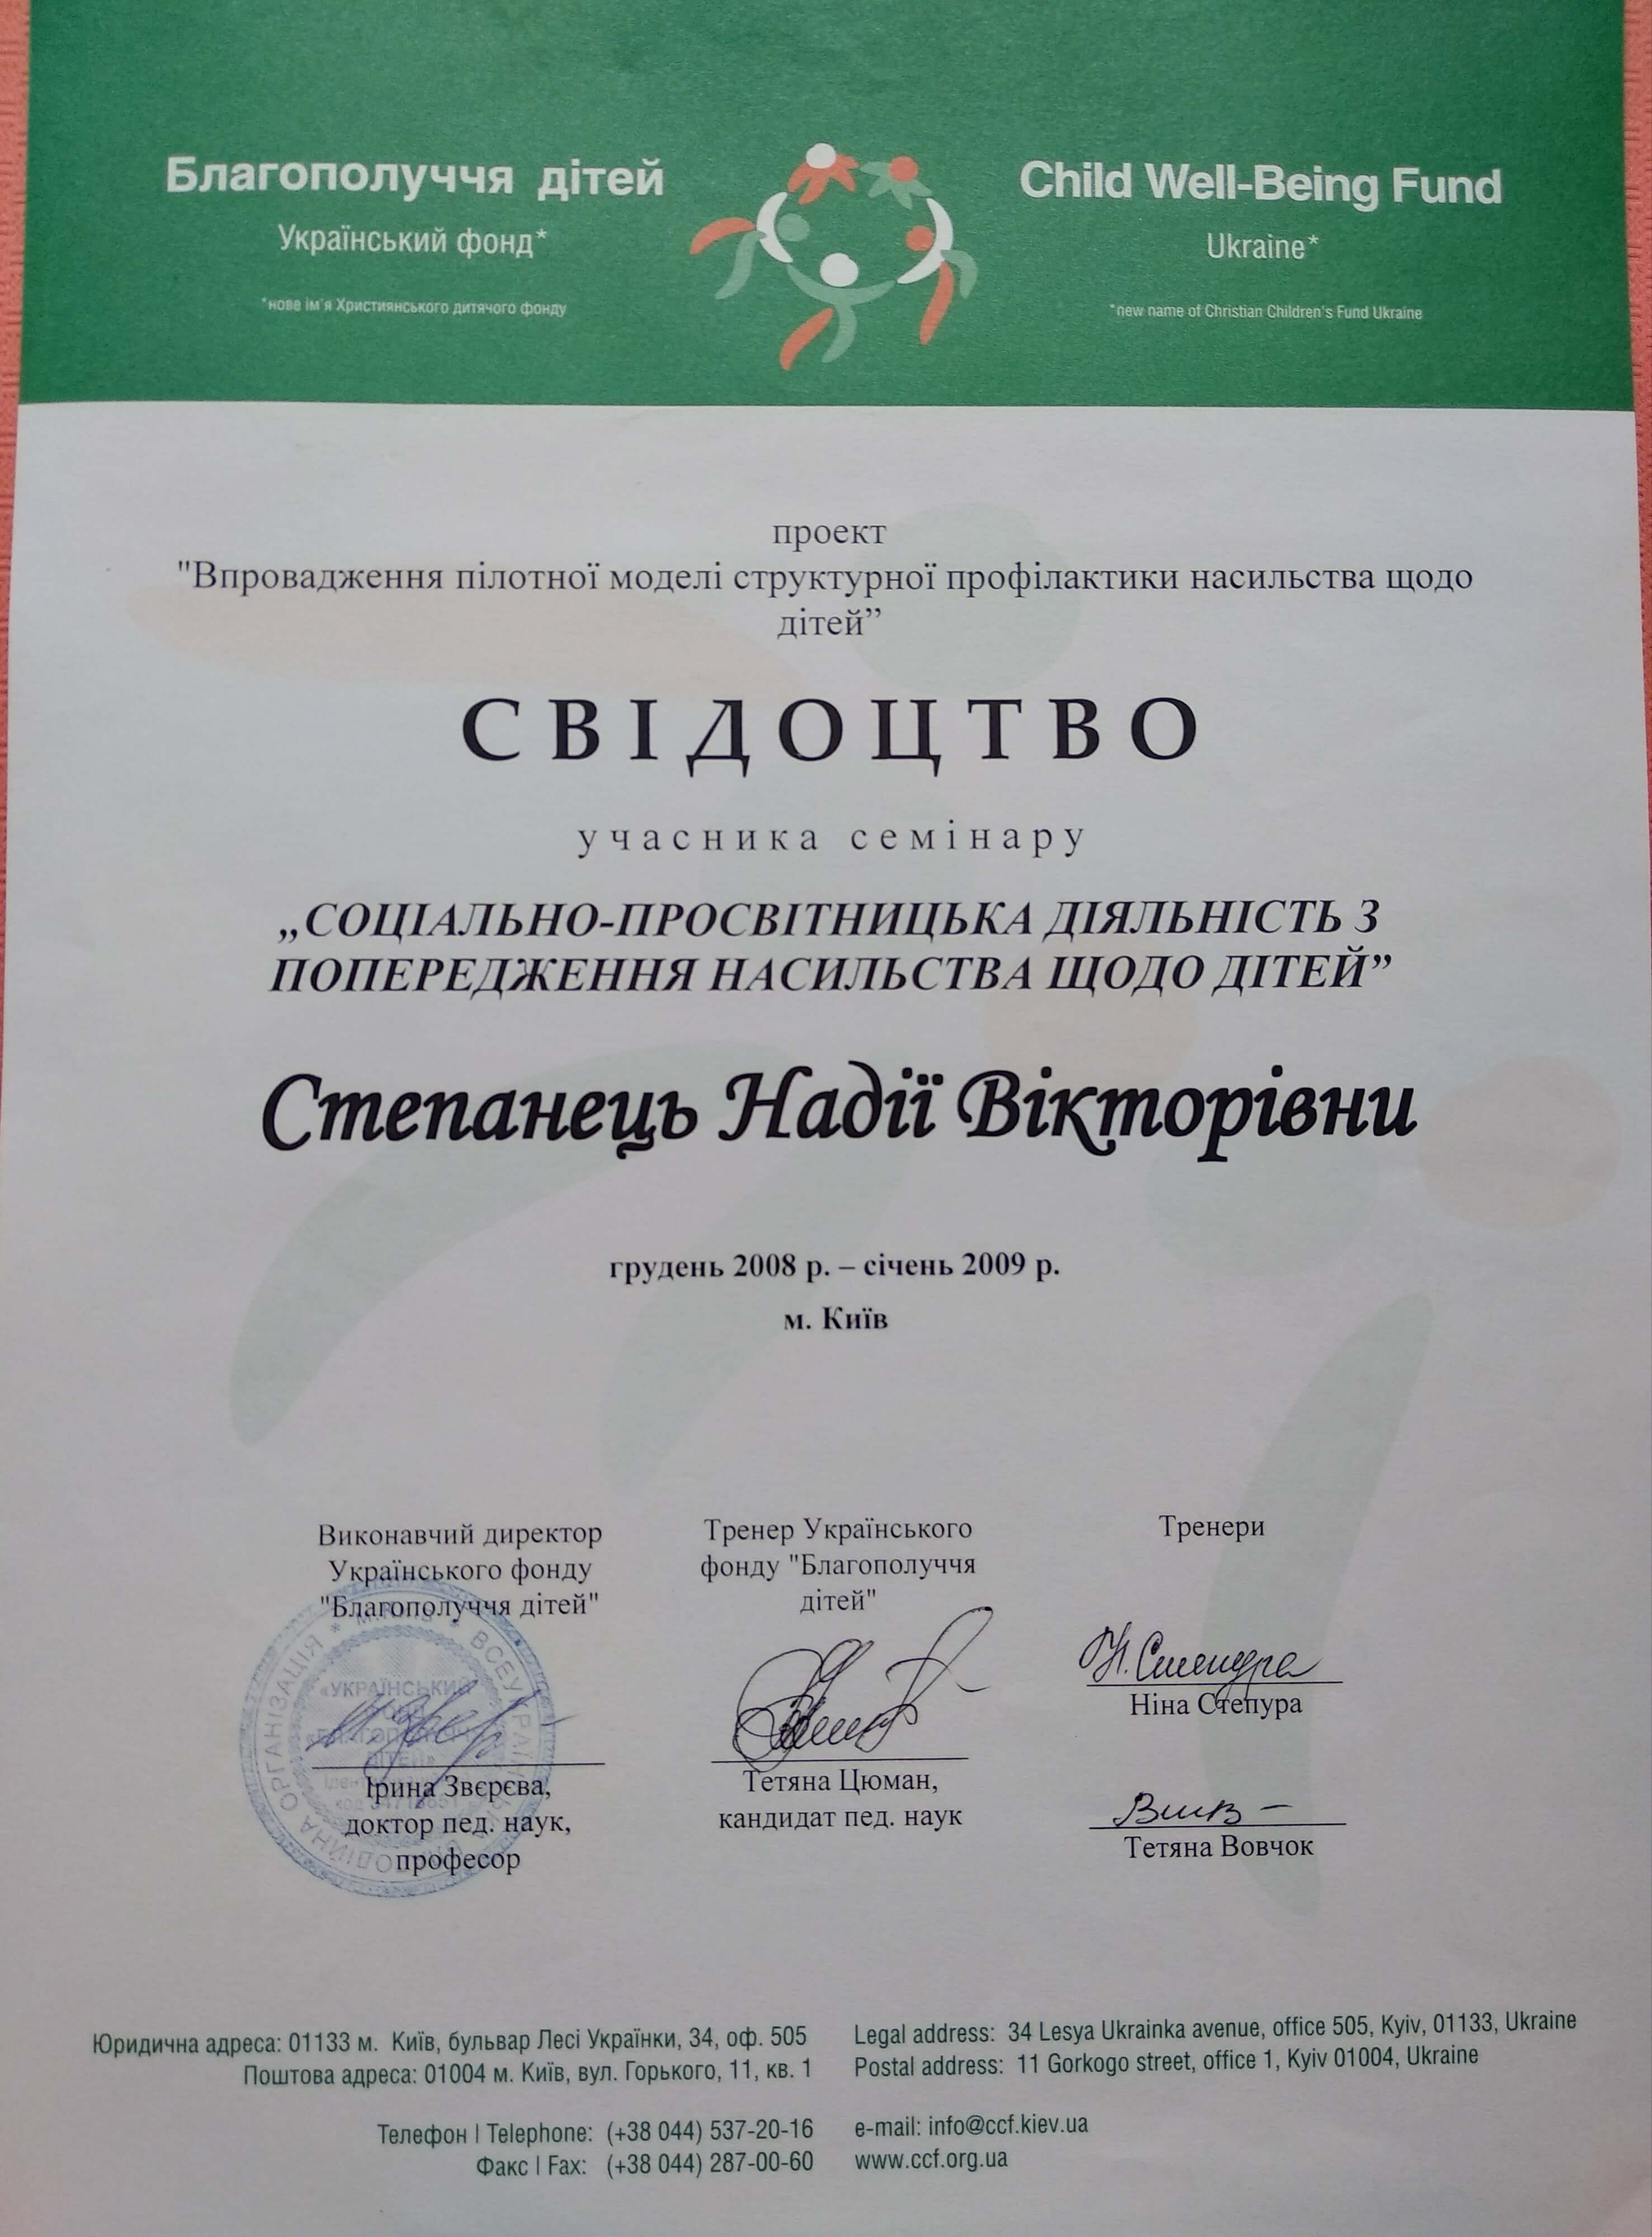 Благополуччя дітей
Український фонд*
*нове ім'я Християнського дитячого фонду
Child Well-Being Fund
Ukraine*
*new name of Christian Children's Fund Ukraine
проект
"Впровадження пілотної моделі структурної профілактики насильства щодо
дітей”
СВІДОЦТВО
учасника семінару
„СОЦІАЛЬНО-ПРОСВІТНИЦЬКА ДІЯЛЬНІСТЬ З
ПОПЕРЕДЖЕННЯ НАСИЛЬСТВА ЩОДО ДІТЕЙ”
Степанець Надії Вікторівни
грудень 2008 р. – січень 2009 р.
м. Київ
Виконавчий директор
Українського фонду
"Благополуччя дітей"
Ірина Звєрєва,
доктор пед. наук,
професор
Тренер Українського
фонду "Благополуччя
дітей"
Тетяна Цюман,
кандидат пед. наук
Тренери
Н. Степура
Ніна Степура
Тетяна Вовчок
ОРГАНІЗАЦІЯ
«УКРАЇНСЬКИЙ
ДІТЕЙ»
Юридична адреса: 01133 м. Київ, бульвар Лесі Українки, 34, оф. 505
Поштова адреса: 01004 м. Київ, вул. Горького, 11, кв. 1
Legal address: 34 Lesya Ukrainka avenue, office 505, Kyiv, 01133, Ukraine
Postal address: 11 Gorkogo street, office 1, Kyiv 01004, Ukraine
Телефон | Telephone: (+38 044) 537-20-16
Факс | Fax: (+38 044) 287-00-60
e-mail: info@ccf.kiev.ua
www.ccf.org.ua